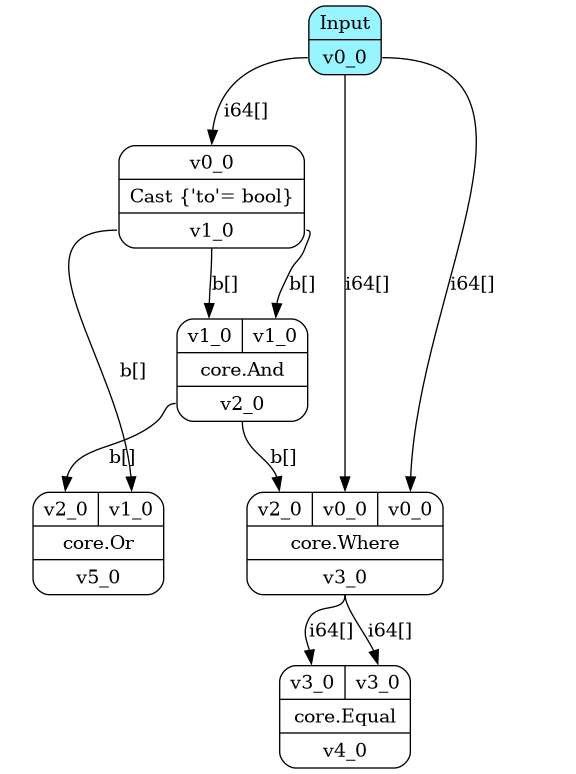 Input
v0_0
i64[]
v0_0
Cast {'to'= bool}
v1_0
b[] b[] i64[] i64[]
v1_0 v1_0
core.And
v2_0
b[]
b[] b[]
v2_0 v1_0
core.Or
v5_0
v2_0 v0_0 v0_0
core.Where
v3_0
i64[] i64[]
v3_0 v3_0
core.Equal
v4_0